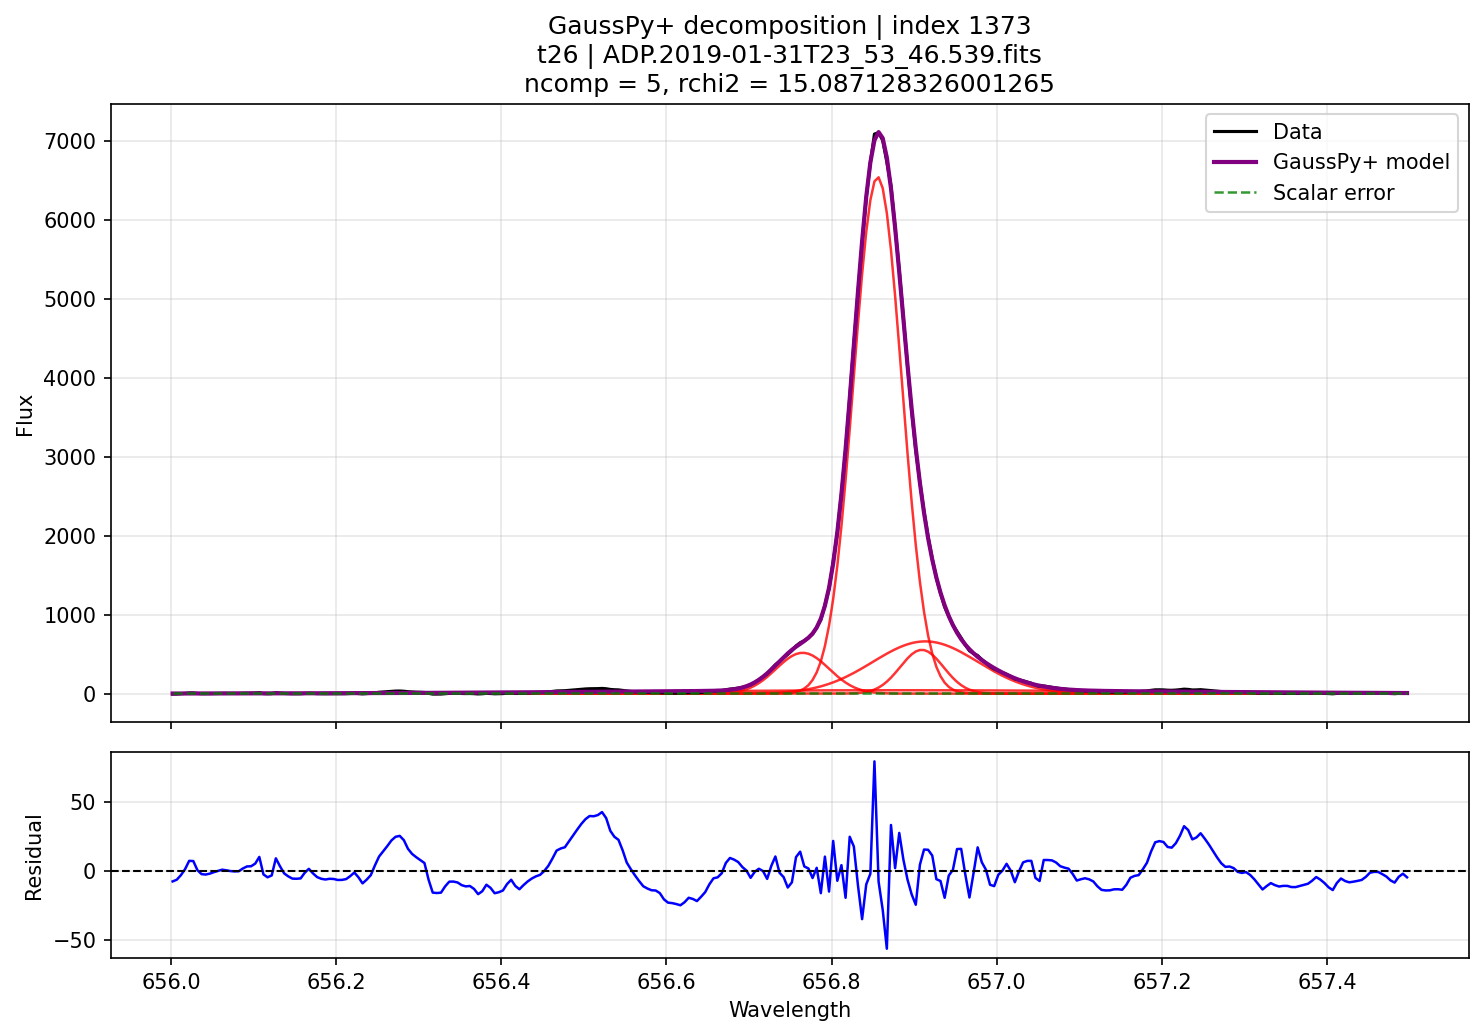 GaussPy+ decomposition | index 1373
t26 | ADP.2019-01-31T23_53_46.539.fits
ncomp = 5, rchi2 = 15.087128326001265
Data
GaussPy+ model
Scalar error
7000
6000
5000
4000
3000
2000
1000
0
Flux
50
0
−50
Residual
656.0
656.2
656.4
656.6
656.8
657.0
657.2
657.4
Wavelength